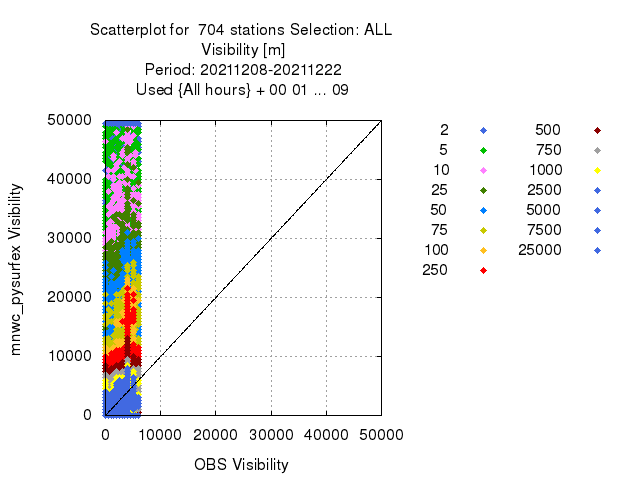 Scatterplot for 704 stations Selection: ALL
Visibility [m]
Period: 20211208-20211222
Used {All hours} + 00 01 ... 09
mnwc_pysurfex Visibility
50000
40000
30000
20000
10000
0
0 10000 20000 30000 40000 50000
OBS Visibility
2 500
5 750
10 1000
25 2500
50 5000
75 7500
100 25000
250